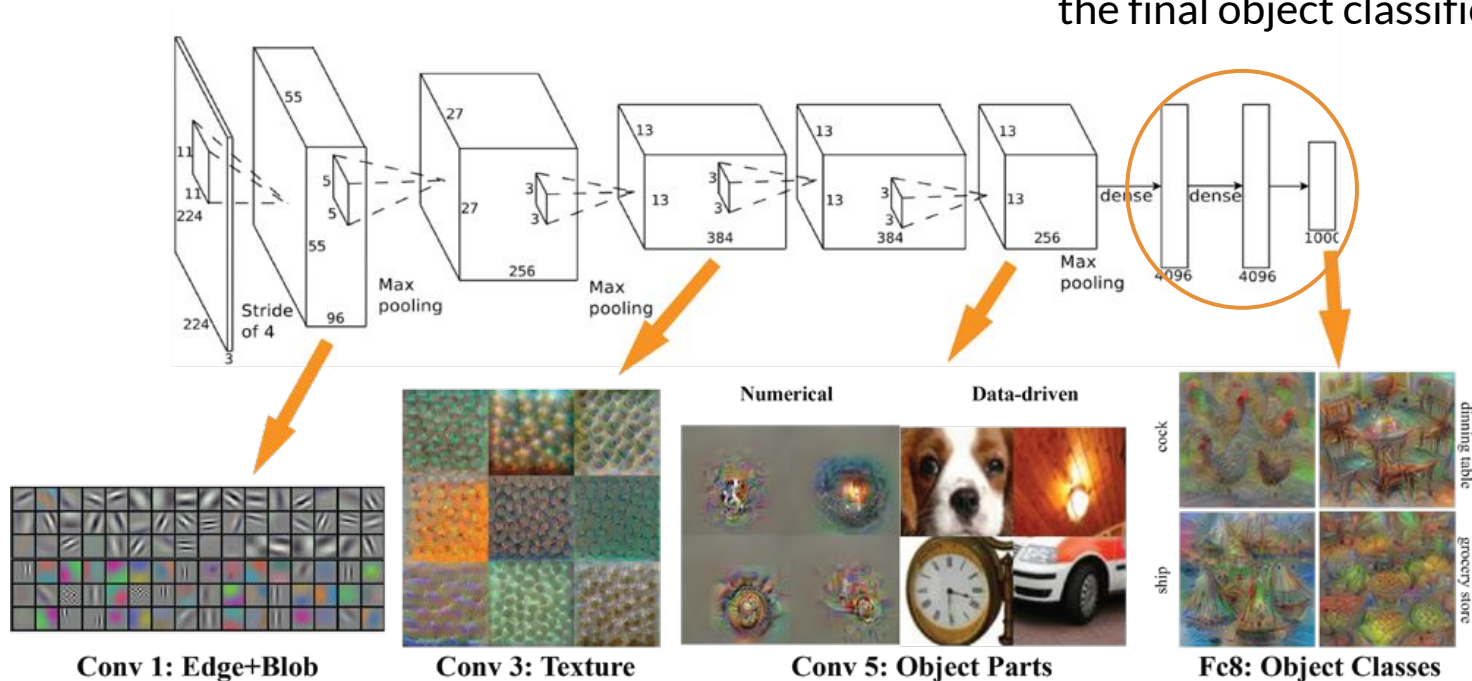 the final object classific
55
27
13
13
13
11
5
3
3
3
11
5
3
3
3
224
55
27
13
13
13
dense
dense
384
384
256
1000
256
Max
pooling
4096
4096
Max
pooling
Max
pooling
Stride
of 4
224
96
3
Numerical
Data-driven
cock
dinning table
ship
grocery store
Conv 1: Edge+Blob
Conv 3: Texture
Conv 5: Object Parts
Fc8: Object Classes